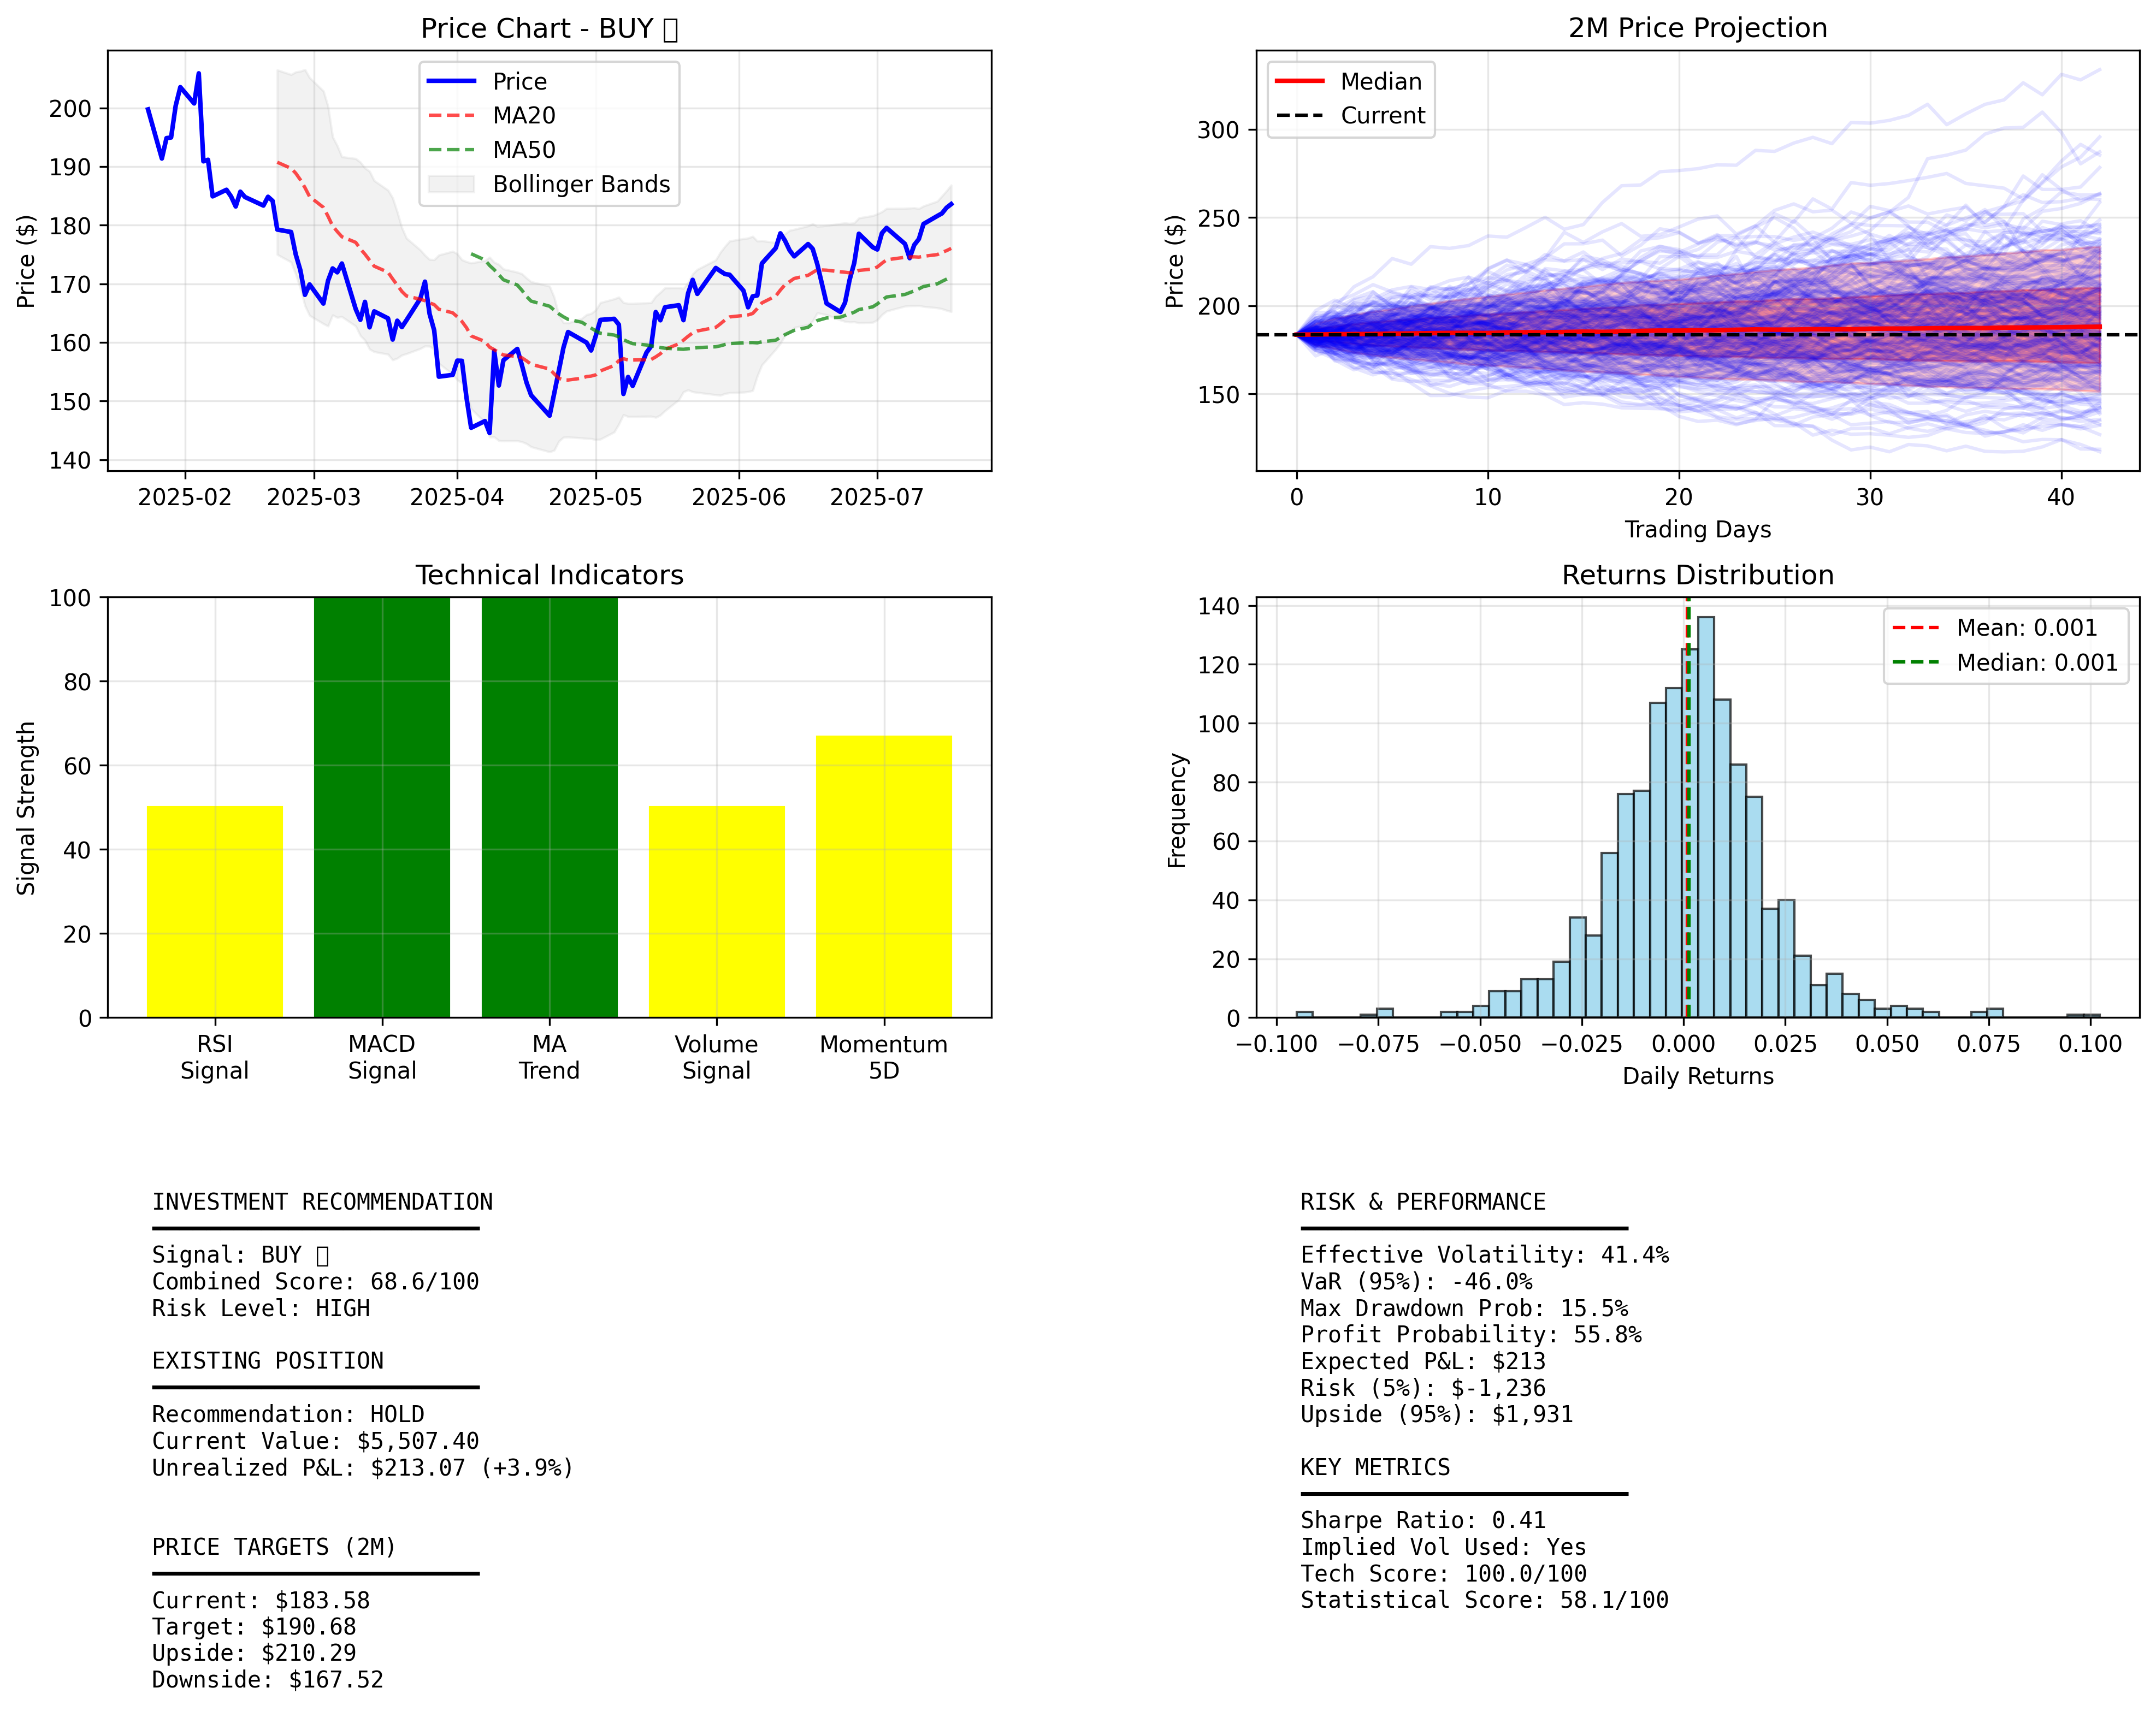 Price Chart - BUY
Price ($)
200
190
180
170
160
150
140
2025-02 2025-03 2025-04 2025-05 2025-06 2025-07
Price
MA20
MA50
Bollinger Bands
2M Price Projection
Price ($)
300
250
200
150
0 10 20 30 40
Trading Days
Median
Current
Technical Indicators
Signal Strength
100
80
60
40
20
0
RSI Signal
MACD Signal
MA Trend
Volume Signal
Momentum 5D
Returns Distribution
Frequency
140
120
100
80
60
40
20
0
−0.100 −0.075 −0.050 −0.025 0.000 0.025 0.050 0.075 0.100
Daily Returns
Mean: 0.001
Median: 0.001
INVESTMENT RECOMMENDATION
Signal: BUY
Combined Score: 68.6/100
Risk Level: HIGH
EXISTING POSITION
Recommendation: HOLD
Current Value: $5,507.40
Unrealized P&L: $213.07 (+3.9%)
PRICE TARGETS (2M)
Current: $183.58
Target: $190.68
Upside: $210.29
Downside: $167.52
RISK & PERFORMANCE
Effective Volatility: 41.4%
VaR (95%): -46.0%
Max Drawdown Prob: 15.5%
Profit Probability: 55.8%
Expected P&L: $213
Risk (5%): $-1,236
Upside (95%): $1,931
KEY METRICS
Sharpe Ratio: 0.41
Implied Vol Used: Yes
Tech Score: 100.0/100
Statistical Score: 58.1/100